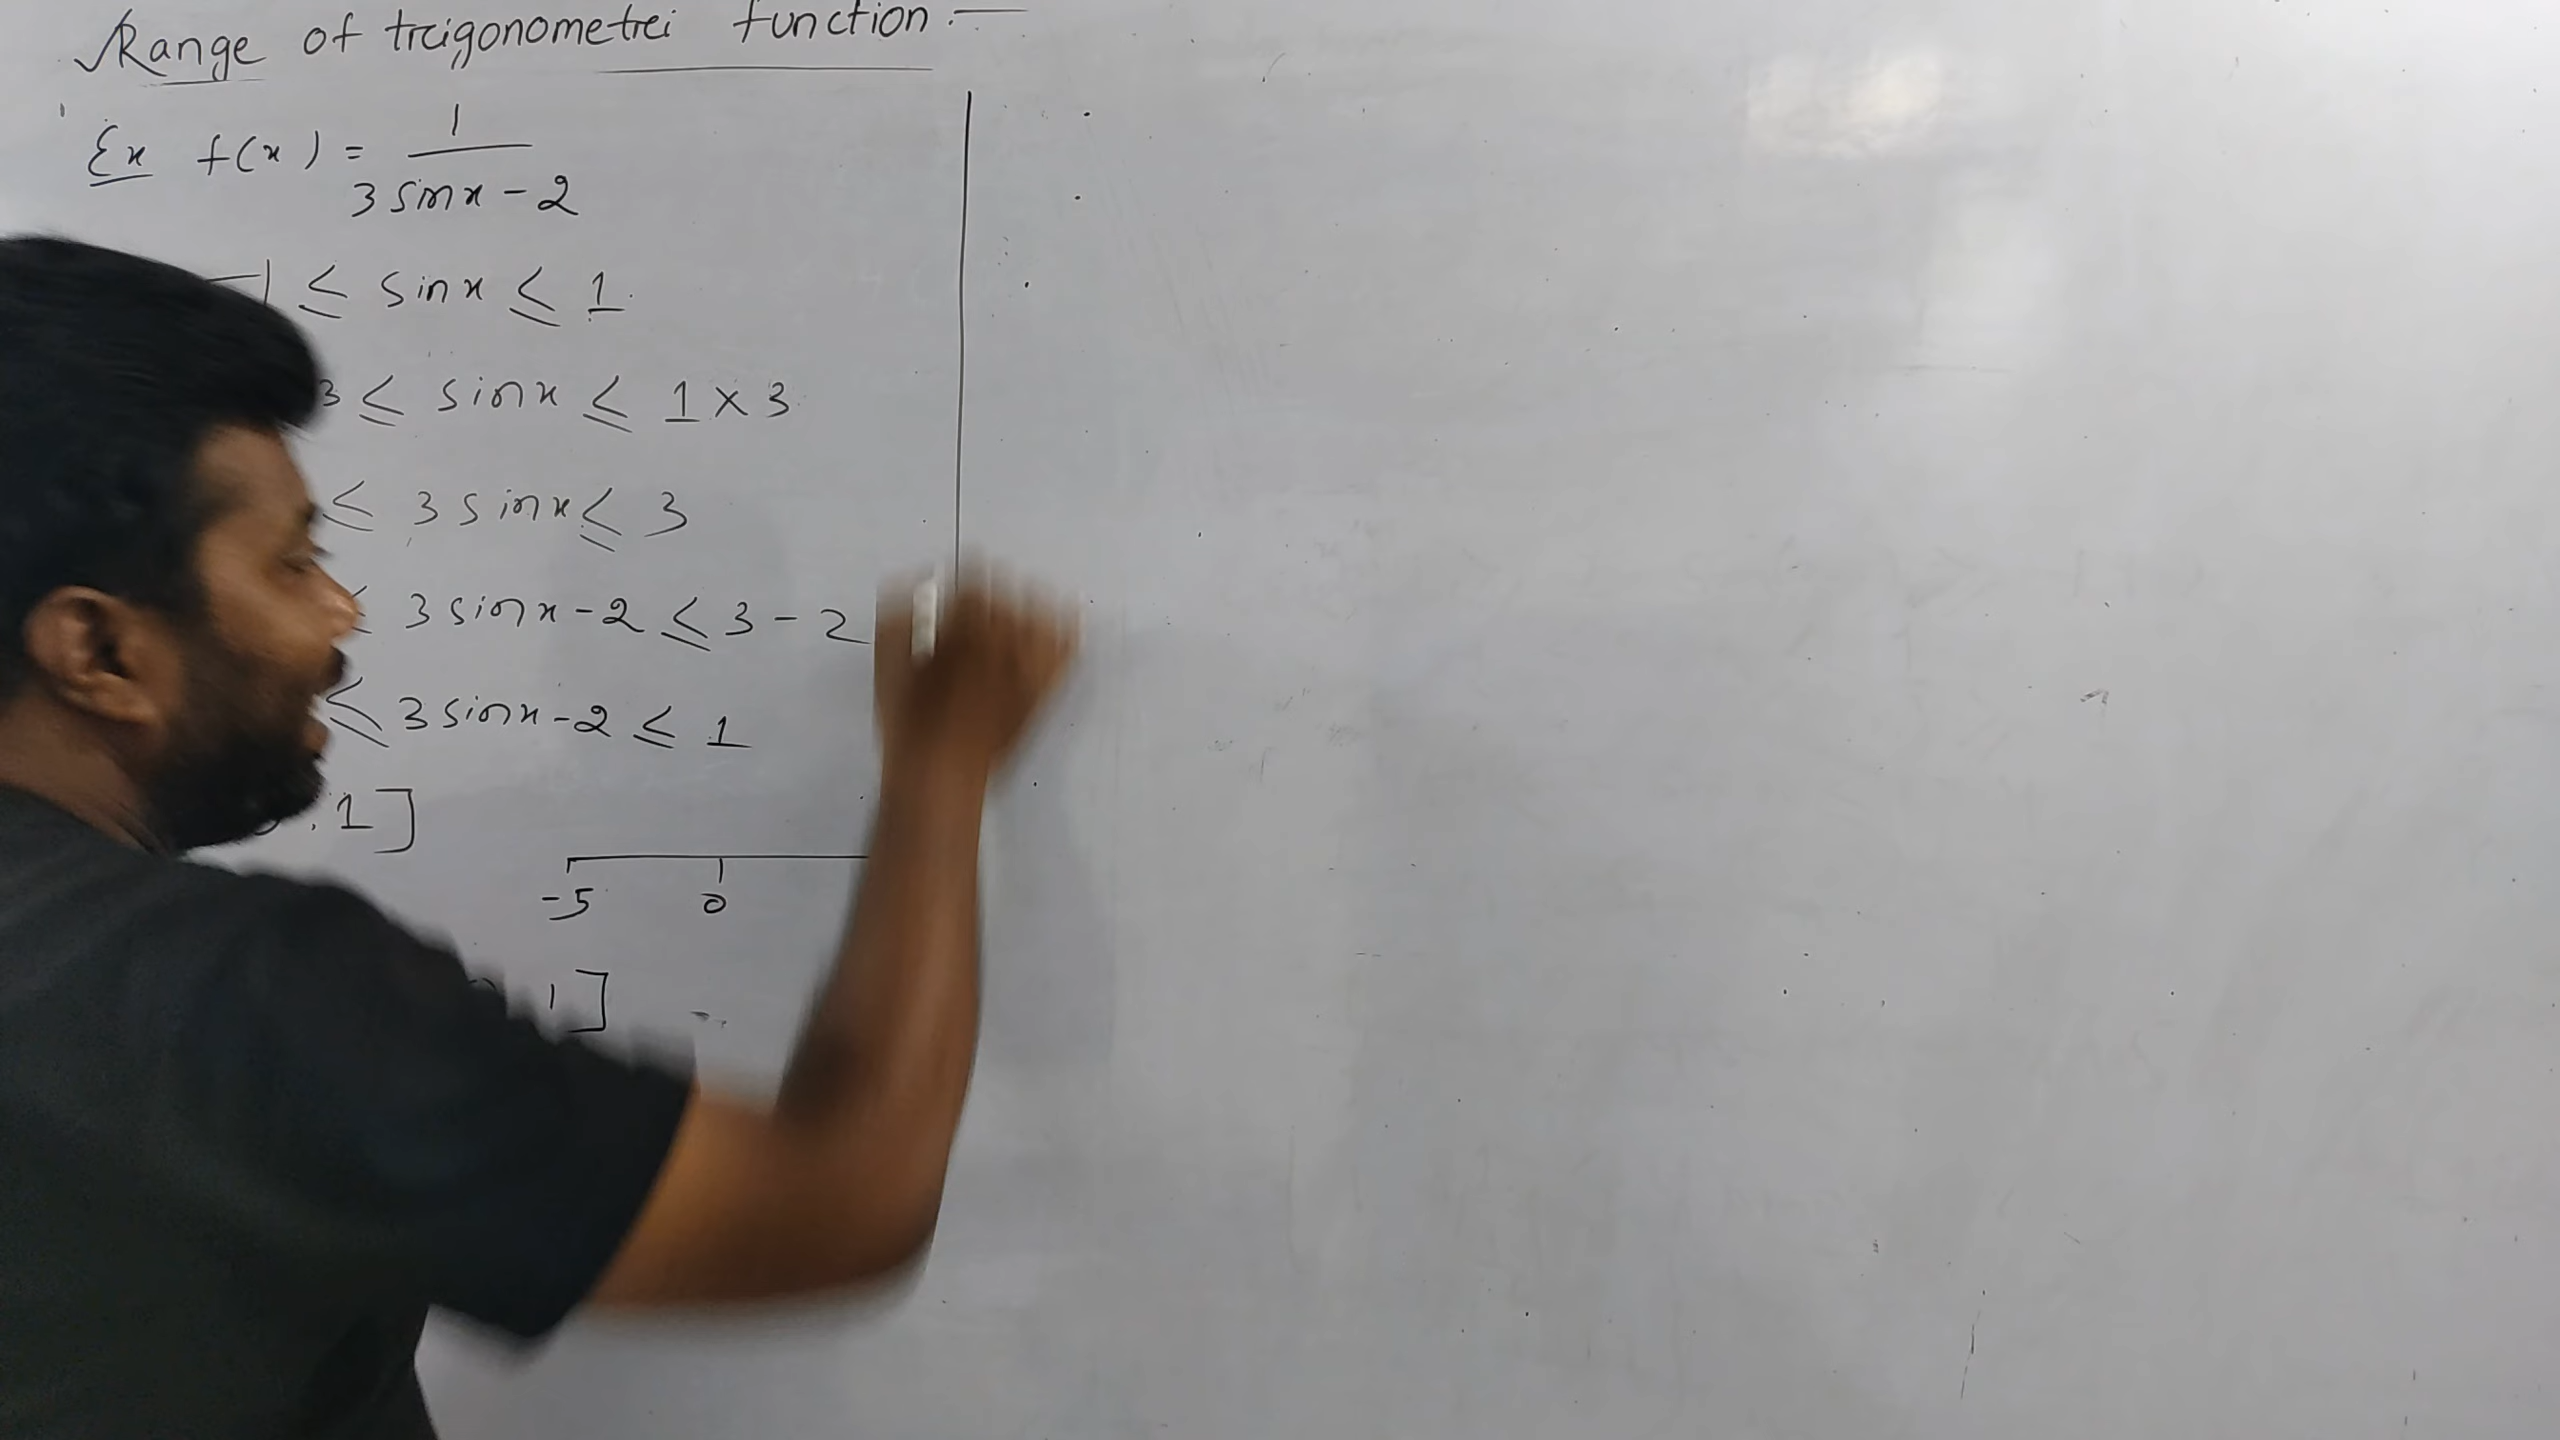 Range of trigonometri function :-
Ex f(x) = 1 / 3 sin x - 2
-1 ≤ sin x ≤ 1
3 ≤ sin x ≤ 1 × 3
≤ 3 sin x ≤ 3
≤ 3 sin x - 2 ≤ 3 - 2
≤ 3 sin x - 2 ≤ 1
, 1]
-5 0
, 1]